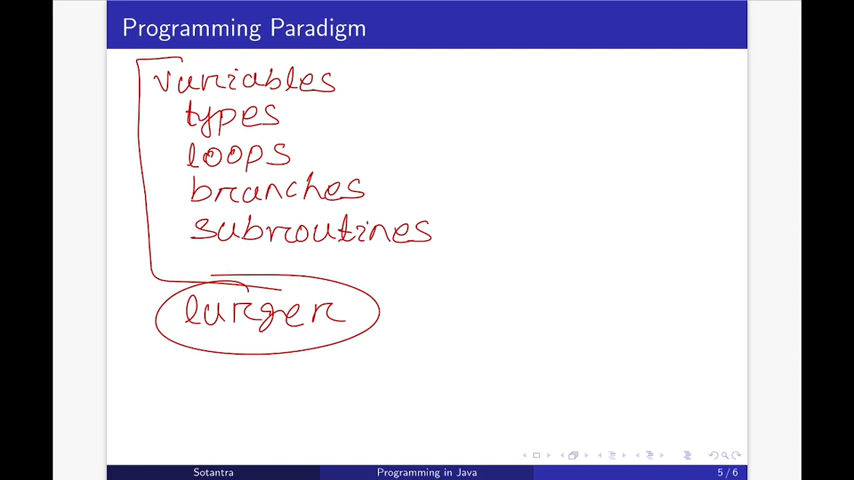 Programming Paradigm
variables
types
loops
branches
subroutines
larger
Sotantra
Programming in Java
5 / 6